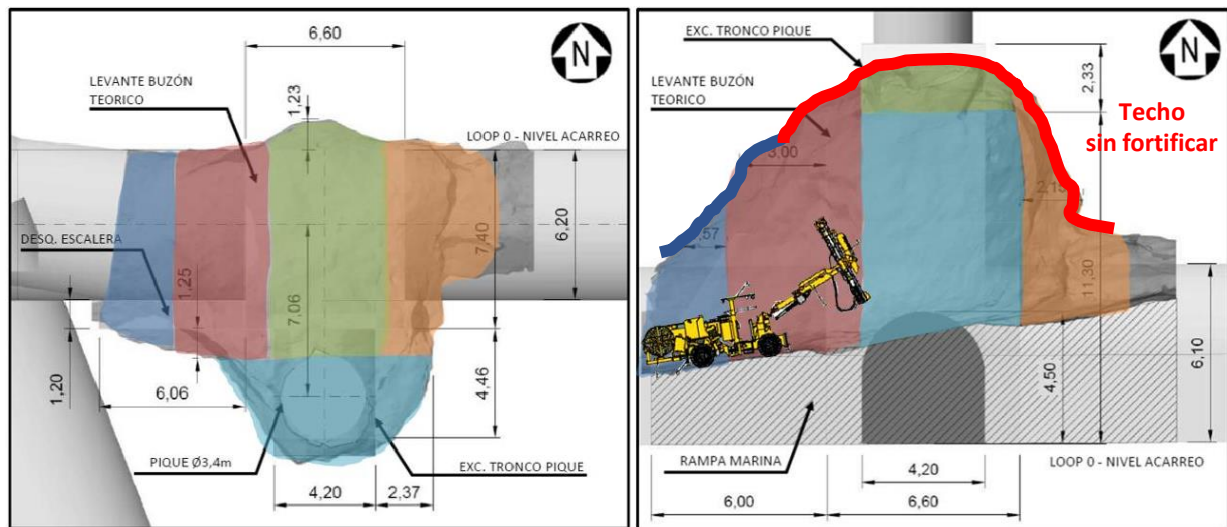 6,60
N
LEVANTE BUZÓN
TEORICO
1,23
LOOP 0 - NIVEL ACARREO
DESQ. ESCALERA
1,25
7,06
7,40
6,20
1,20
6,06
4,46
PIQUE Ø3,4m
EXC. TRONCO PIQUE
4,20
2,37
EXC. TRONCO PIQUE
N
LEVANTE BUZÓN
TEORICO
2,33
Techo
sin fortificar
3,00
,57
11,30
4,50
6,10
RAMPA MARINA
LOOP 0 - NIVEL ACARREO
4,20
6,00
6,60